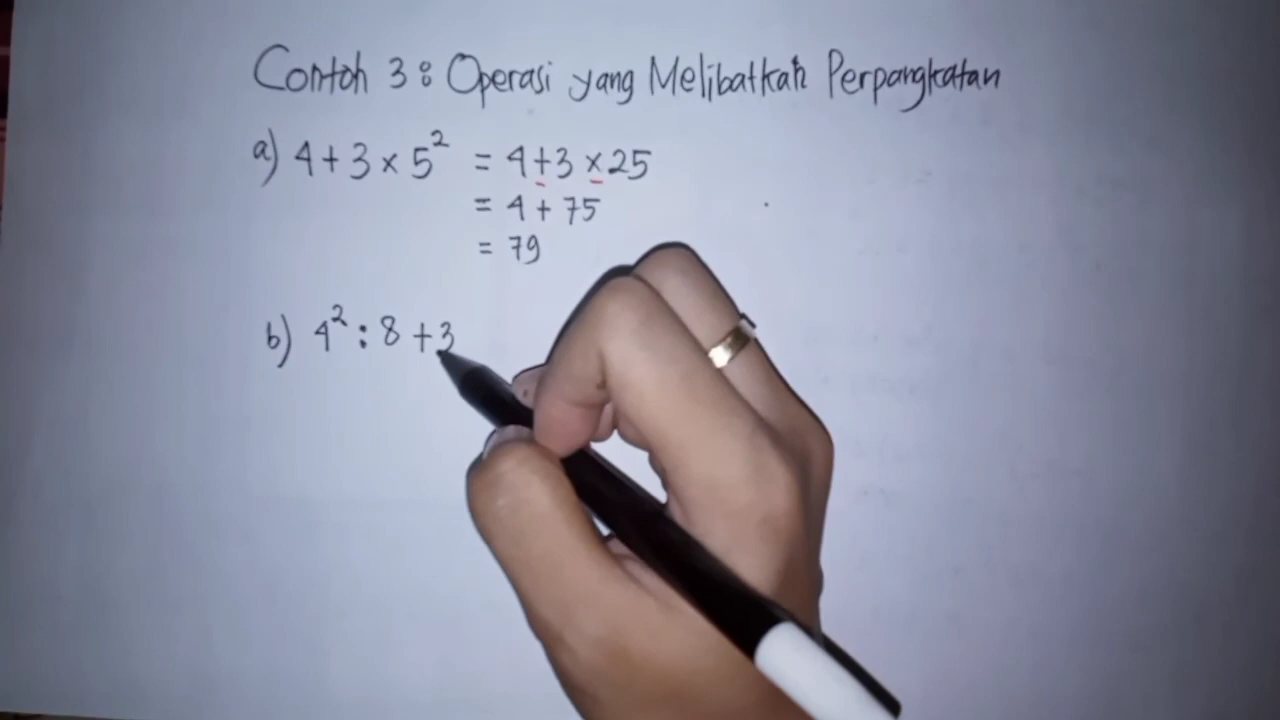 Contoh 3 : Operasi yang Melibatkan Perpangkatan
a) 4 + 3 × 5² = 4 + 3 × 25
= 4 + 75
= 79
b) 4² : 8 + 3